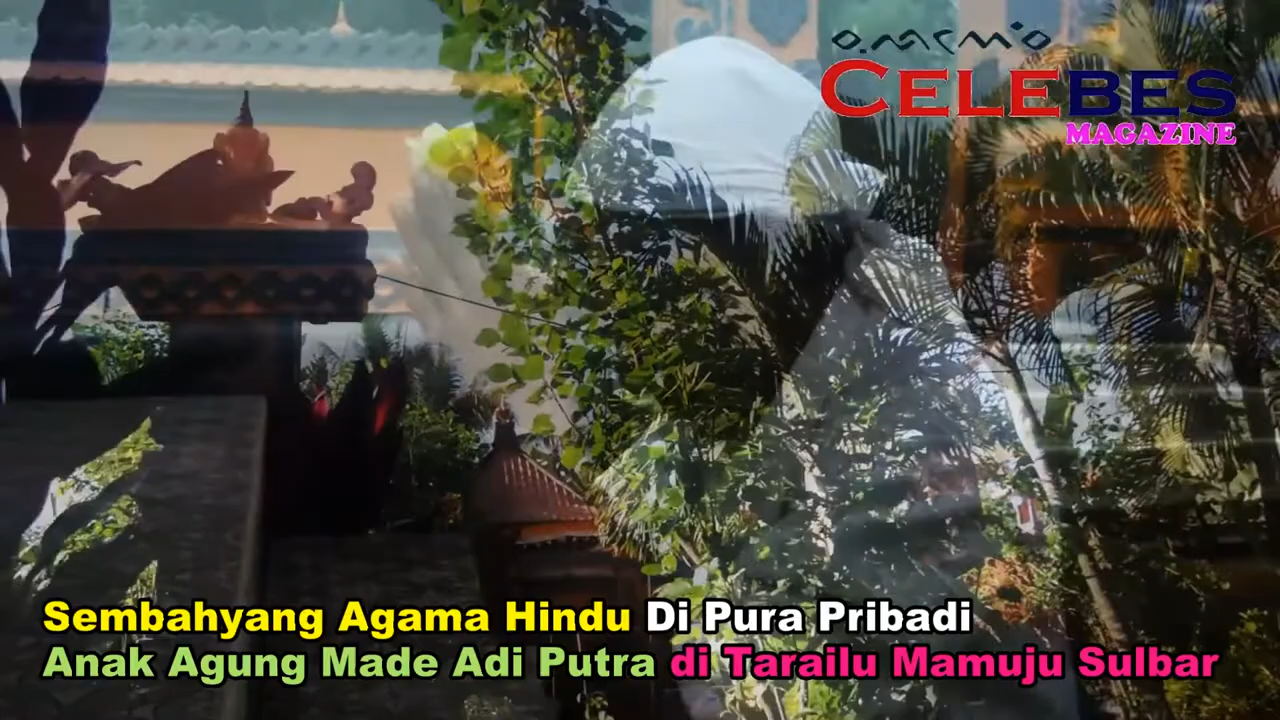 CELEBES
MAGAZINE
Sembahyang Agama Hindu Di Pura Pribadi
Anak Agung Made Adi Putra di Tarailu Mamuju Sulbar